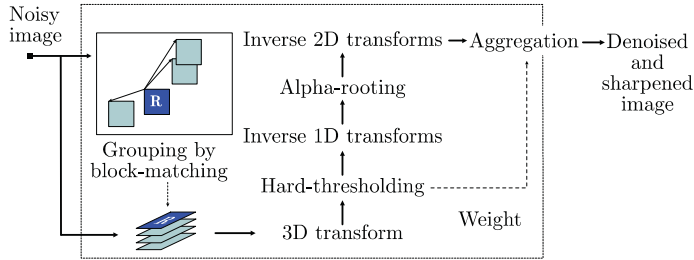 Noisy
image
R
Grouping by
block-matching
Inverse 2D transforms
Aggregation
Denoised
and
sharpened
image
Alpha-rooting
Inverse 1D transforms
Hard-thresholding
3D transform
Weight